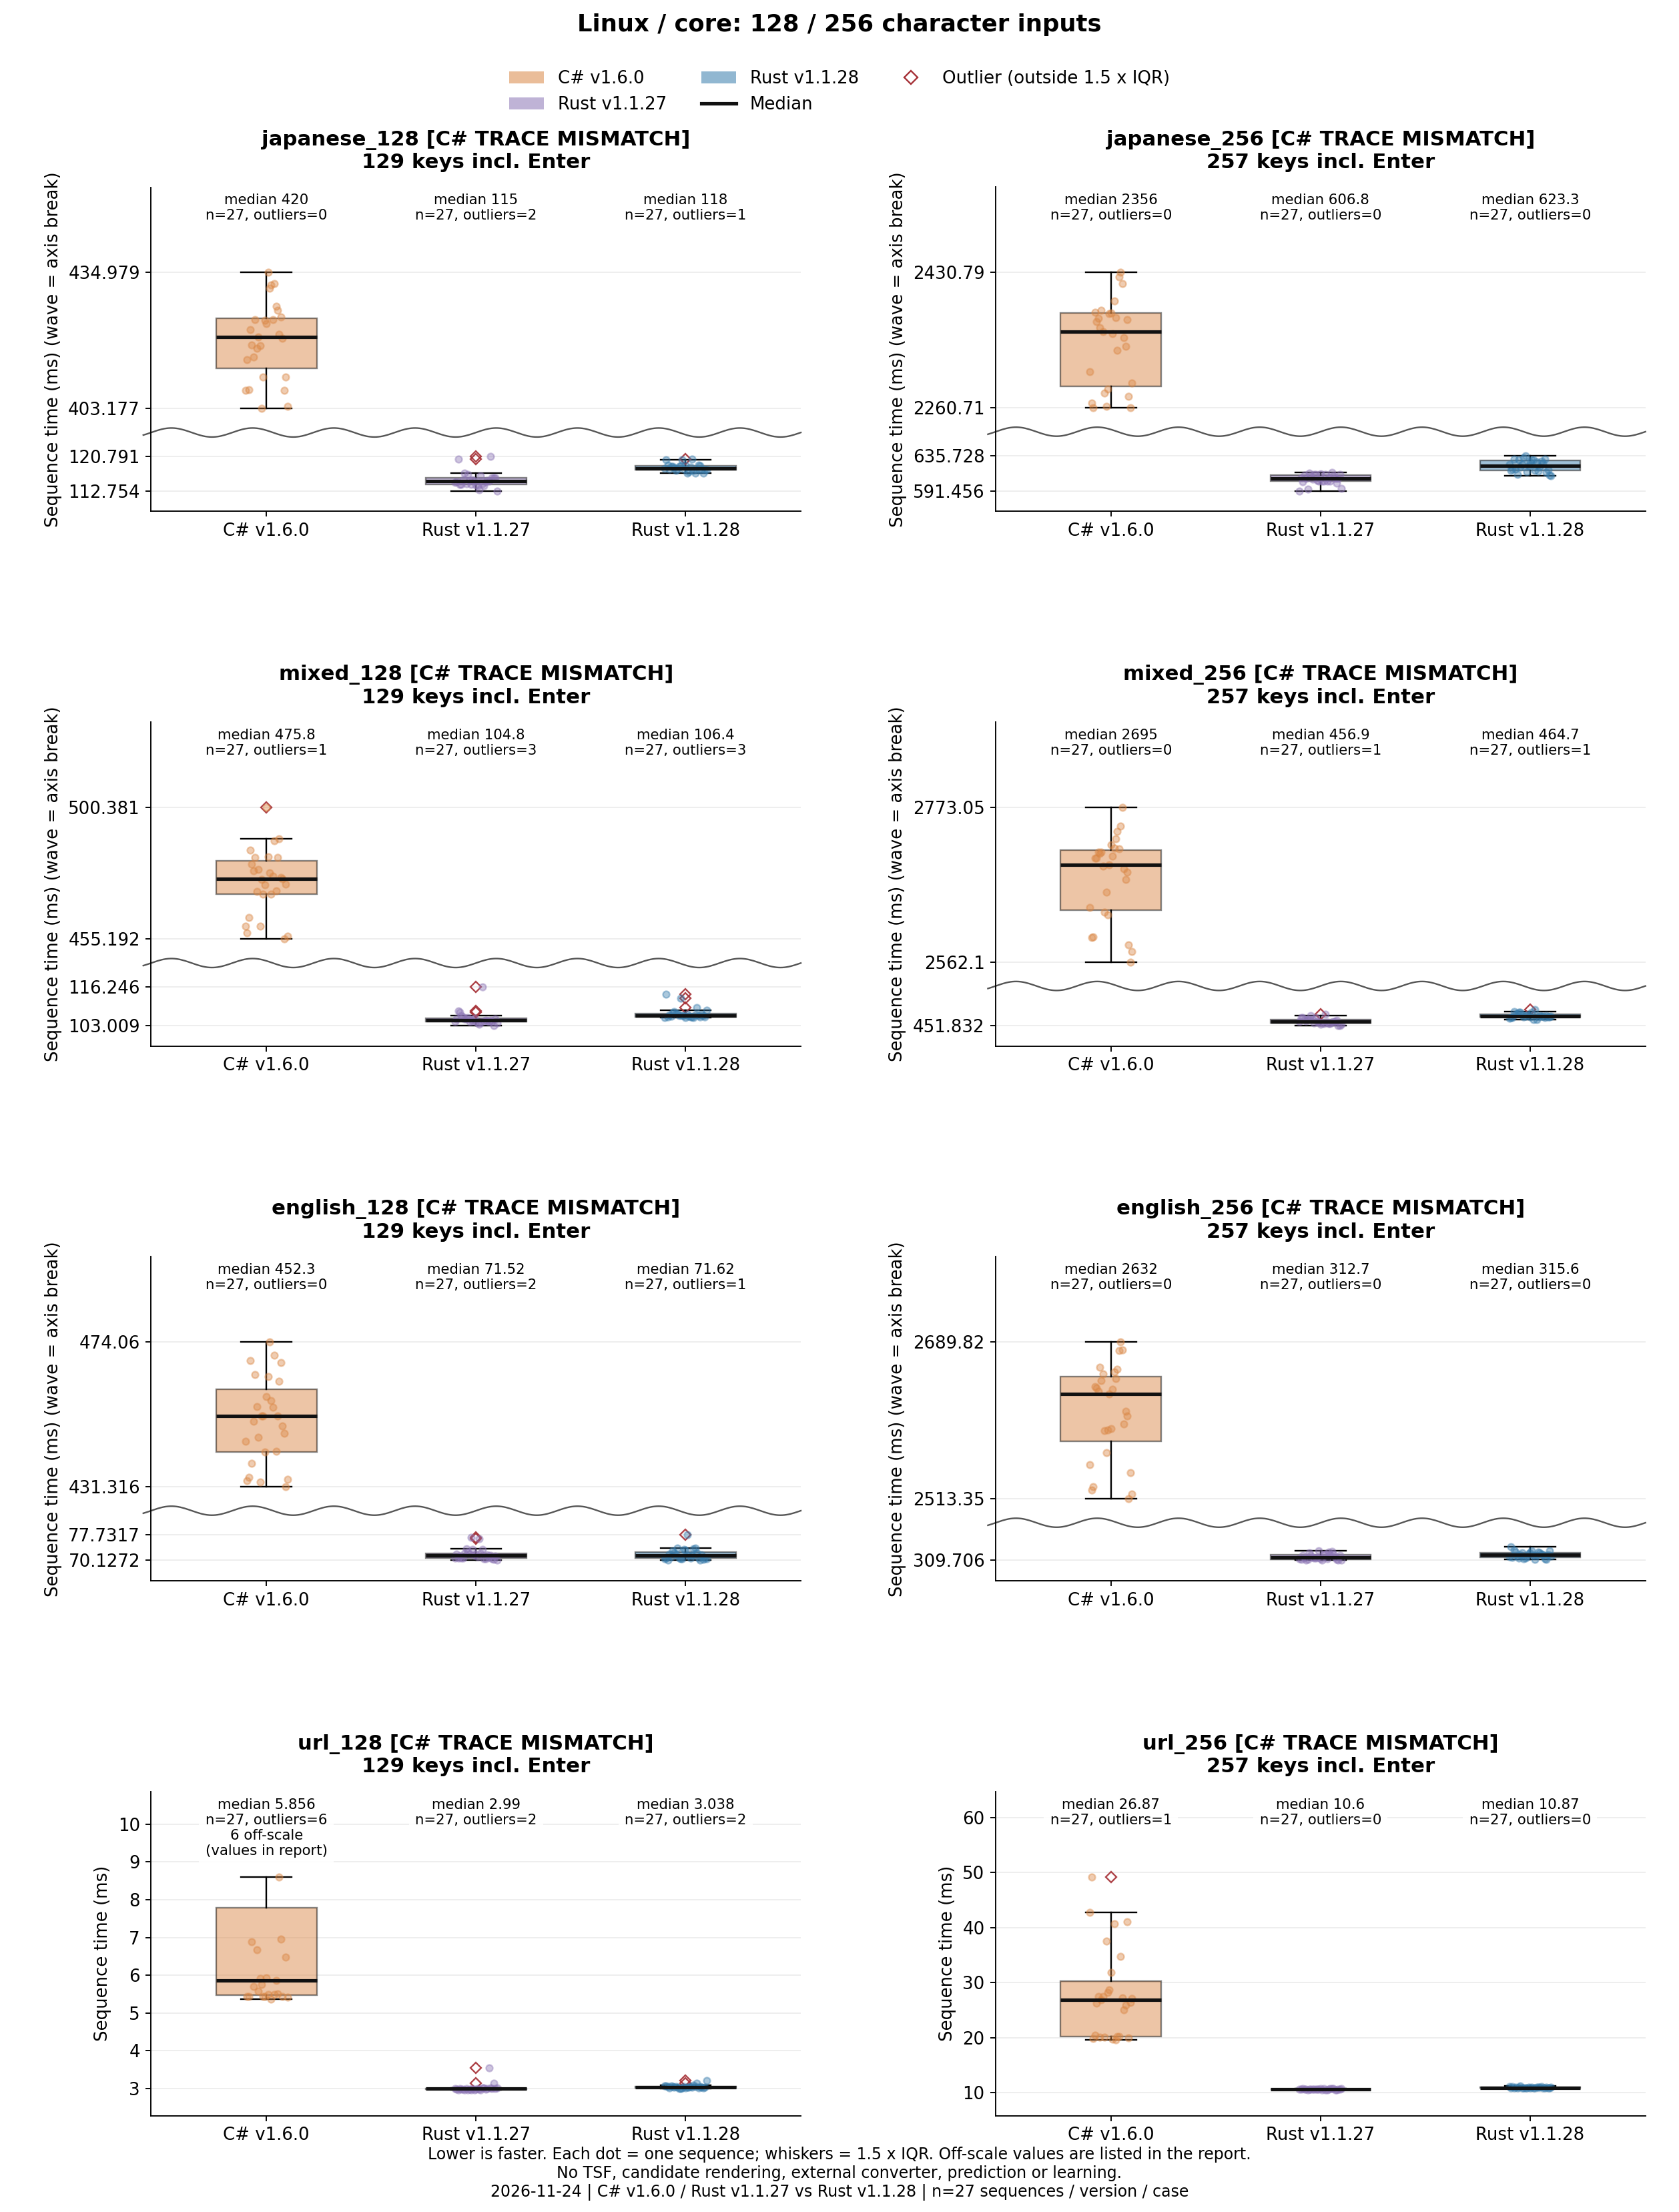 Linux / core: 128 / 256 character inputs
C# v1.6.0
Rust v1.1.27
Rust v1.1.28
Median
Outlier (outside 1.5 x IQR)
japanese_128 [C# TRACE MISMATCH]
129 keys incl. Enter
Sequence time (ms) (wave = axis break)
median 420
n=27, outliers=0
median 115
n=27, outliers=2
median 118
n=27, outliers=1
434.979
403.177
120.791
112.754
C# v1.6.0
Rust v1.1.27
Rust v1.1.28
japanese_256 [C# TRACE MISMATCH]
257 keys incl. Enter
Sequence time (ms) (wave = axis break)
median 2356
n=27, outliers=0
median 606.8
n=27, outliers=0
median 623.3
n=27, outliers=0
2430.79
2260.71
635.728
591.456
C# v1.6.0
Rust v1.1.27
Rust v1.1.28
mixed_128 [C# TRACE MISMATCH]
129 keys incl. Enter
Sequence time (ms) (wave = axis break)
median 475.8
n=27, outliers=1
median 104.8
n=27, outliers=3
median 106.4
n=27, outliers=3
500.381
455.192
116.246
103.009
C# v1.6.0
Rust v1.1.27
Rust v1.1.28
mixed_256 [C# TRACE MISMATCH]
257 keys incl. Enter
Sequence time (ms) (wave = axis break)
median 2695
n=27, outliers=0
median 456.9
n=27, outliers=1
median 464.7
n=27, outliers=1
2773.05
2562.1
451.832
C# v1.6.0
Rust v1.1.27
Rust v1.1.28
english_128 [C# TRACE MISMATCH]
129 keys incl. Enter
Sequence time (ms) (wave = axis break)
median 452.3
n=27, outliers=0
median 71.52
n=27, outliers=2
median 71.62
n=27, outliers=1
474.06
431.316
77.7317
70.1272
C# v1.6.0
Rust v1.1.27
Rust v1.1.28
english_256 [C# TRACE MISMATCH]
257 keys incl. Enter
Sequence time (ms) (wave = axis break)
median 2632
n=27, outliers=0
median 312.7
n=27, outliers=0
median 315.6
n=27, outliers=0
2689.82
2513.35
309.706
C# v1.6.0
Rust v1.1.27
Rust v1.1.28
url_128 [C# TRACE MISMATCH]
129 keys incl. Enter
Sequence time (ms)
median 5.856
n=27, outliers=6
6 off-scale
(values in report)
median 2.99
n=27, outliers=2
median 3.038
n=27, outliers=2
10
9
8
7
6
5
4
3
C# v1.6.0
Rust v1.1.27
Rust v1.1.28
url_256 [C# TRACE MISMATCH]
257 keys incl. Enter
Sequence time (ms)
median 26.87
n=27, outliers=1
median 10.6
n=27, outliers=0
median 10.87
n=27, outliers=0
60
50
40
30
20
10
C# v1.6.0
Rust v1.1.27
Rust v1.1.28
Lower is faster. Each dot = one sequence; whiskers = 1.5 x IQR. Off-scale values are listed in the report.
No TSF, candidate rendering, external converter, prediction or learning.
2026-11-24 | C# v1.6.0 / Rust v1.1.27 vs Rust v1.1.28 | n=27 sequences / version / case